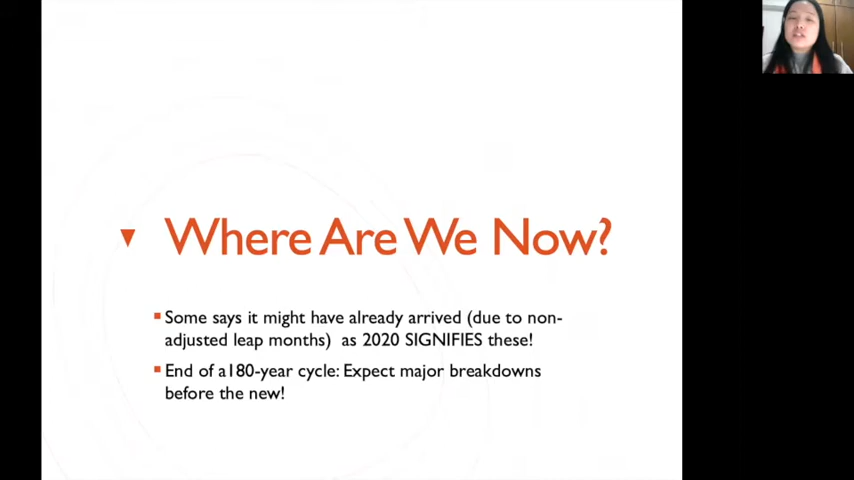 Where Are We Now?
Some says it might have already arrived (due to non-
adjusted leap months) as 2020 SIGNIFIES these!
End of a180-year cycle: Expect major breakdowns
before the new!